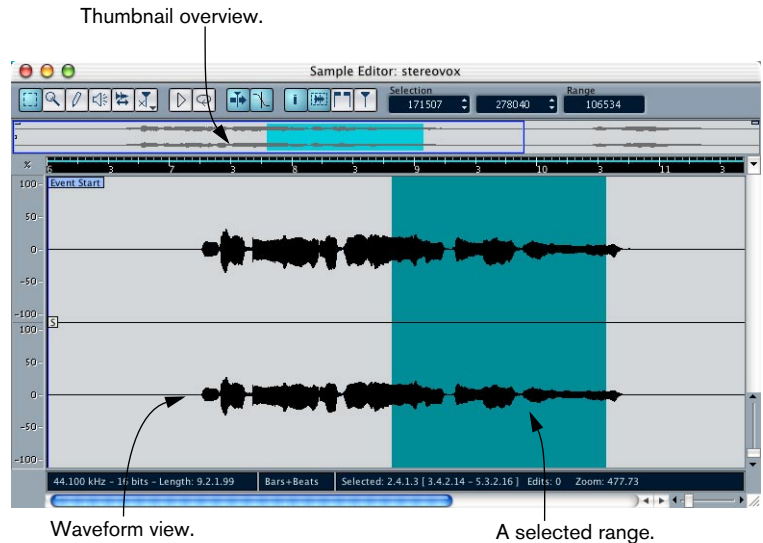 Thumbnail overview.
Sample Editor: stereovox
Selection
Range
171507 278040 106534
%
6 3 7 3 8 3 9 3 10 3 11 3
Event Start
100
50
0
-50
-100
S
100
50
0
-50
-100
44.100 kHz - 16 bits - Length: 9.2.1.99 Bars+Beats Selected: 2.4.1.3 [ 3.4.2.14 - 5.3.2.16 ] Edits: 0 Zoom: 477.73
Waveform view.
A selected range.